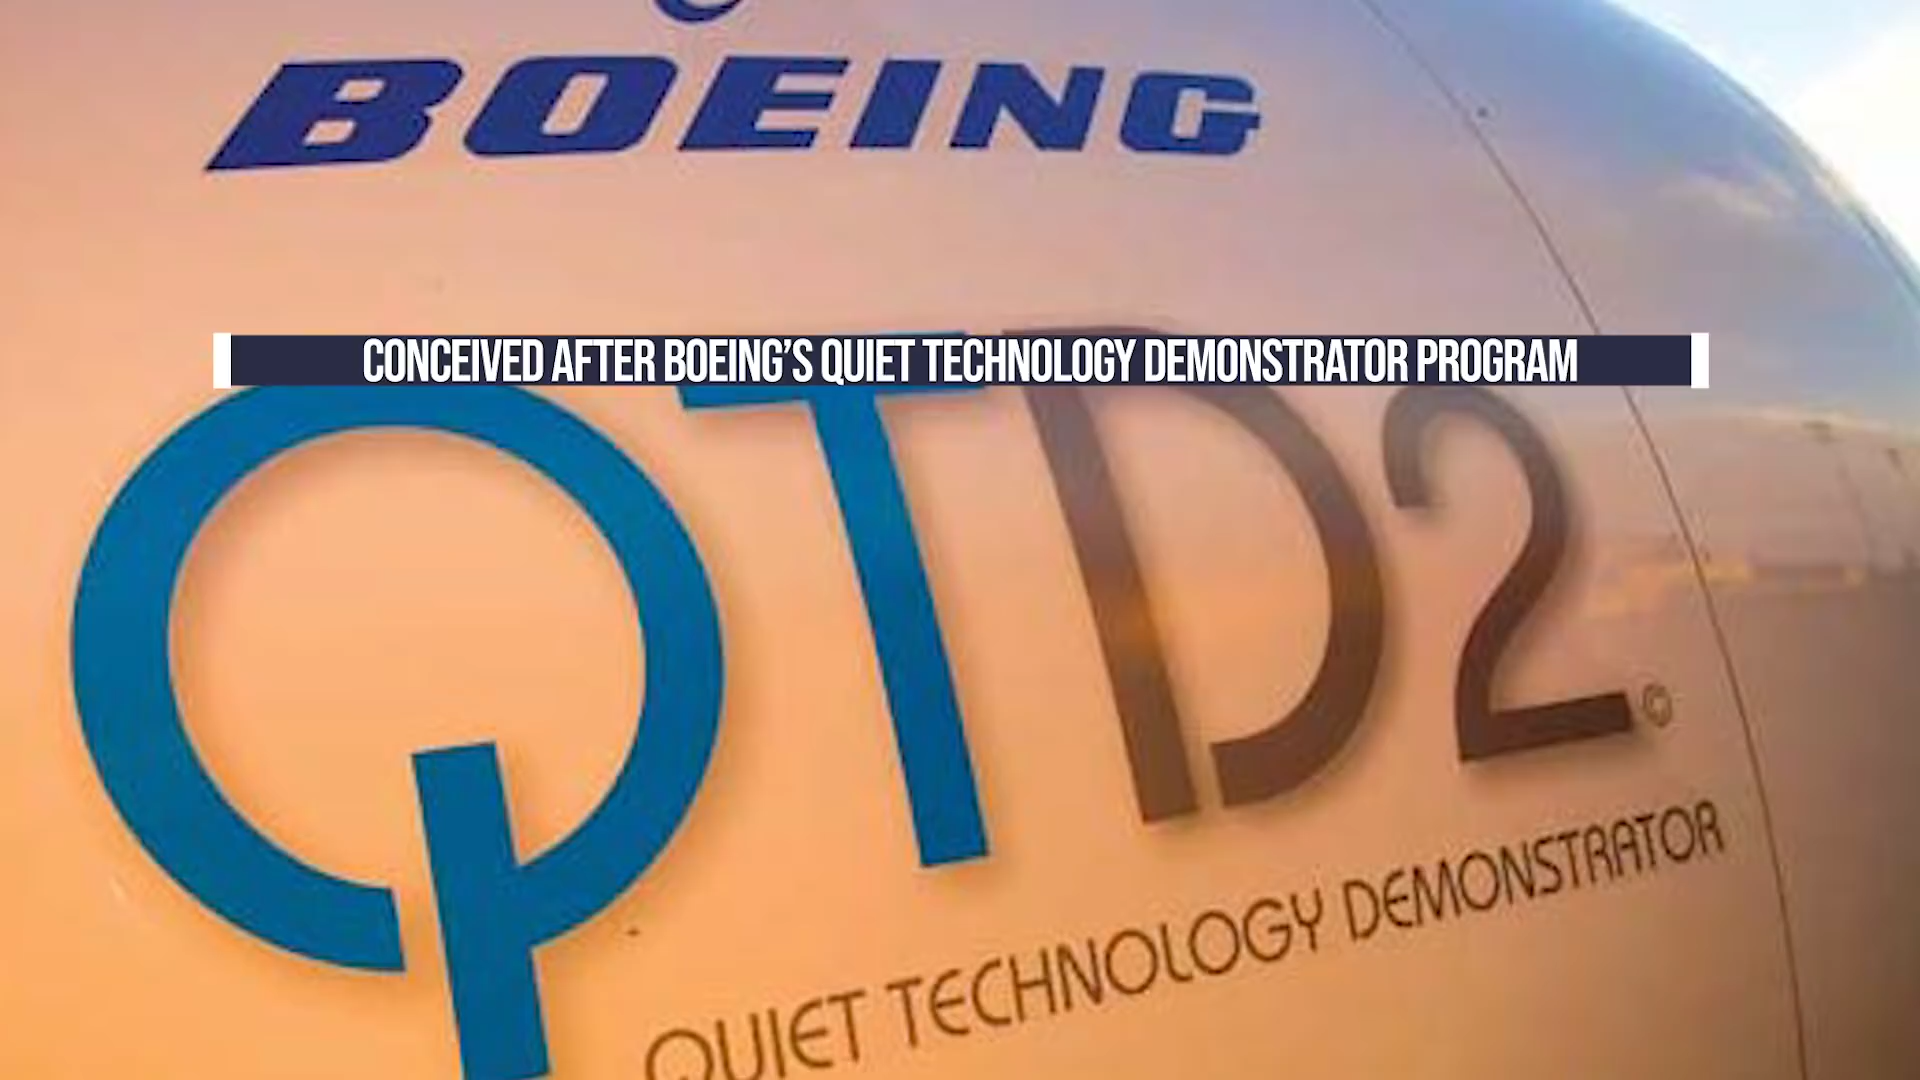 BOEING
CONCEIVED AFTER BOEING’S QUIET TECHNOLOGY DEMONSTRATOR PROGRAM
QTD2©
QUIET TECHNOLOGY DEMONSTRATOR